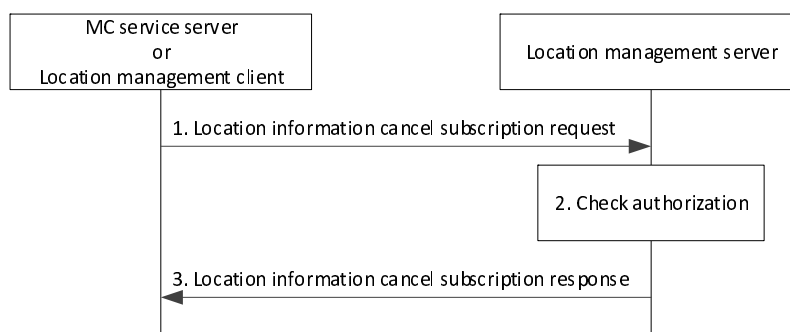 MC service server
or
Location management client
Location management server
1. Location information cancel subscription request
2. Check authorization
3. Location information cancel subscription response